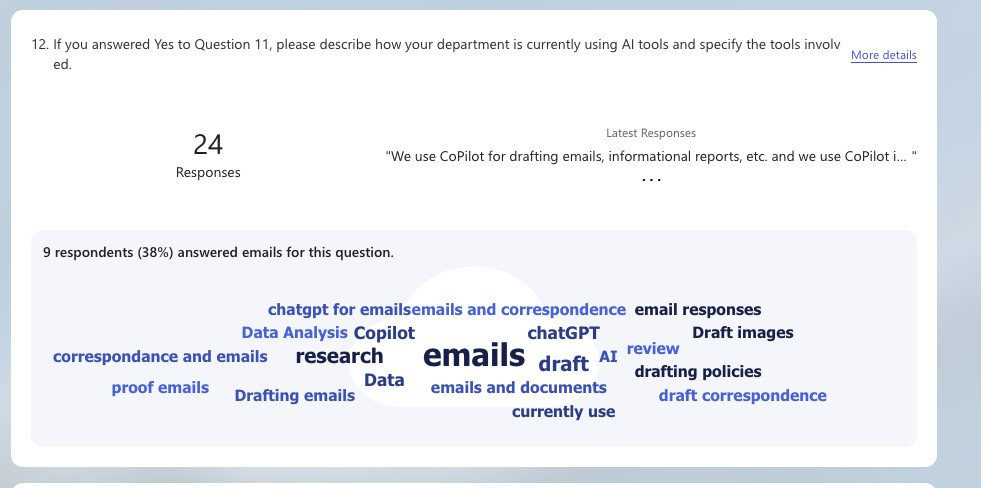 12. If you answered Yes to Question 11, please describe how your department is currently using AI tools and specify the tools involv
ed.
More details
24
Responses
Latest Responses
"We use CoPilot for drafting emails, informational reports, etc. and we use CoPilot i... "
...
9 respondents (38%) answered emails for this question.
chatgpt for emails emails and correspondence email responses
Data Analysis Copilot chatGPT Draft images
correspondance and emails research emails draft AI review
Data drafting policies
proof emails Drafting emails emails and documents draft correspondence
currently use